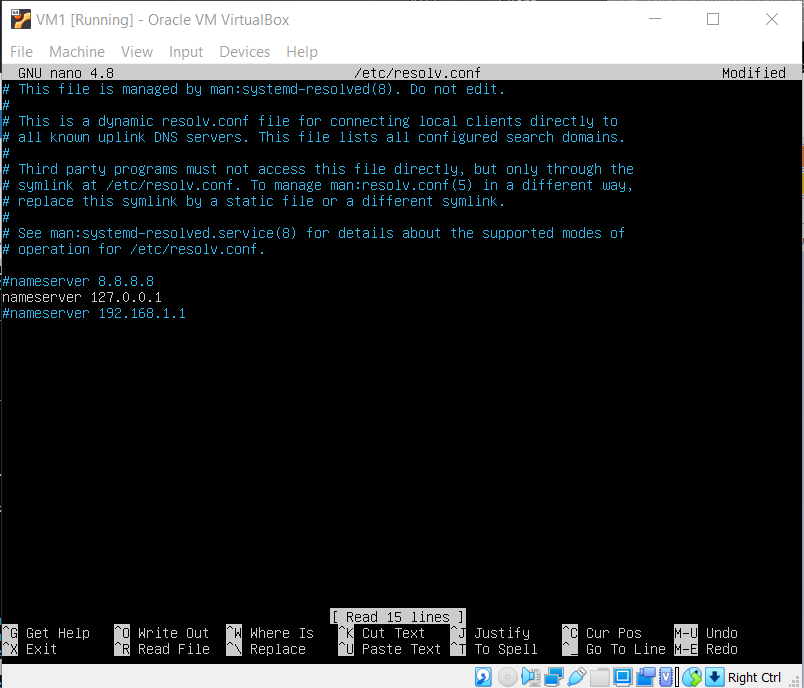 VM1 [Running] - Oracle VM VirtualBox
File Machine View Input Devices Help
GNU nano 4.8 /etc/resolv.conf Modified
# This file is managed by man:systemd-resolved(8). Do not edit.
#
# This is a dynamic resolv.conf file for connecting local clients directly to
# all known uplink DNS servers. This file lists all configured search domains.
#
# Third party programs must not access this file directly, but only through the
# symlink at /etc/resolv.conf. To manage man:resolv.conf(5) in a different way,
# replace this symlink by a static file or a different symlink.
#
# See man:systemd-resolved.service(8) for details about the supported modes of
# operation for /etc/resolv.conf.
#nameserver 8.8.8.8
nameserver 127.0.0.1
#nameserver 192.168.1.1
[ Read 15 lines ]
^G Get Help ^O Write Out ^W Where Is ^K Cut Text ^J Justify ^C Cur Pos M-U Undo
^X Exit ^R Read File ^\ Replace ^U Paste Text ^T To Spell ^_ Go To Line M-E Redo
Right Ctrl